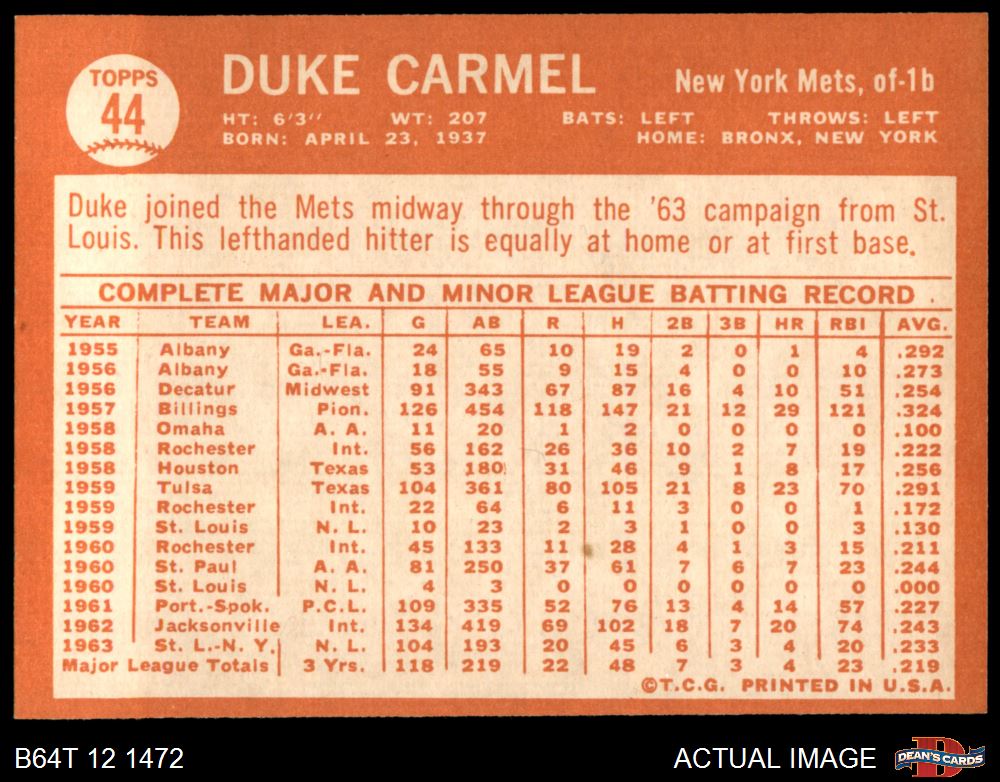 TOPPS
44
DUKE CARMEL
New York Mets, of-1b
HT: 6'3" WT: 207 BATS: LEFT THROWS: LEFT
BORN: APRIL 23, 1937 HOME: BRONX, NEW YORK
Duke joined the Mets midway through the '63 campaign from St.
Louis. This lefthanded hitter is equally at home or at first base.
COMPLETE MAJOR AND MINOR LEAGUE BATTING RECORD
YEAR TEAM LEA. G AB R H 2B 3B HR RBI AVG.
1955 Albany Ga.-Fla. 24 65 10 19 2 0 1 4 .292
1956 Albany Ga.-Fla. 18 55 9 15 4 0 0 10 .273
1956 Decatur Midwest 91 343 67 87 16 4 10 51 .254
1957 Billings Pion. 126 454 118 147 21 12 29 121 .324
1958 Omaha A. A. 11 20 1 2 0 0 0 0 .100
1958 Rochester Int. 56 162 26 36 10 2 7 19 .222
1958 Houston Texas 53 180 31 46 9 1 8 17 .256
1959 Tulsa Texas 104 361 80 105 21 8 23 70 .291
1959 Rochester Int. 22 64 6 11 3 0 0 1 .172
1959 St. Louis N. L. 10 23 2 3 1 0 0 3 .130
1960 Rochester Int. 45 133 11 28 4 1 3 15 .211
1960 St. Paul A. A. 81 250 37 61 7 6 7 23 .244
1960 St. Louis N. L. 4 3 0 0 0 0 0 0 .000
1961 Port.-Spok. P.C.L. 109 335 52 76 13 4 14 57 .227
1962 Jacksonville Int. 134 419 69 102 18 7 20 74 .243
1963 St. L.-N. Y. N. L. 104 193 20 45 6 3 4 20 .233
Major League Totals 3 Yrs. 118 219 22 48 7 3 4 23 .219
©T.C.G. PRINTED IN U.S.A.
B64T 12 1472
ACTUAL IMAGE
D
DEAN'S CARDS